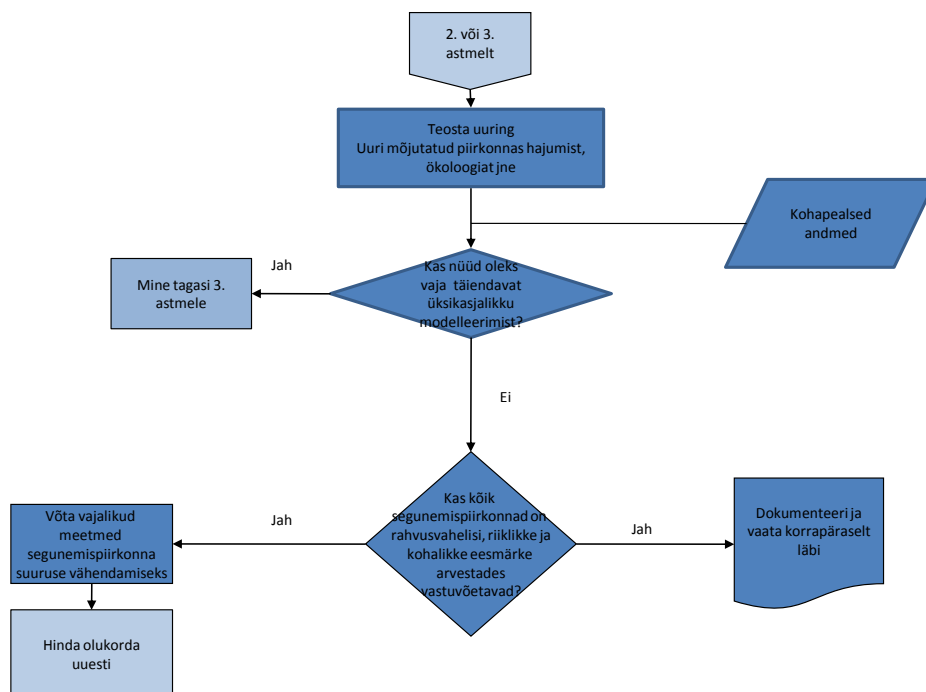 2. või 3.
astmelt
Teosta uuring
Uuri mõjutatud piirkonnas hajumist,
ökoloogiat jne
Kohapealsed
andmed
Jah
Kas nüüd oleks
vaja täiendavat
üksikasjalikku
modelleerimist?
Mine tagasi 3.
astmele
Ei
Kas kõik
segunemispiirkonnad on
rahvusvahelisi, riiklikke ja
kohalikke eesmärke
arvestades
vastuvõetavad?
Jah
Jah
Võta vajalikud
meetmed
segunemispiirkonna
suuruse vähendamiseks
Dokumenteeri ja
vaata korrapäraselt
läbi
Hinda olukorda
uuesti